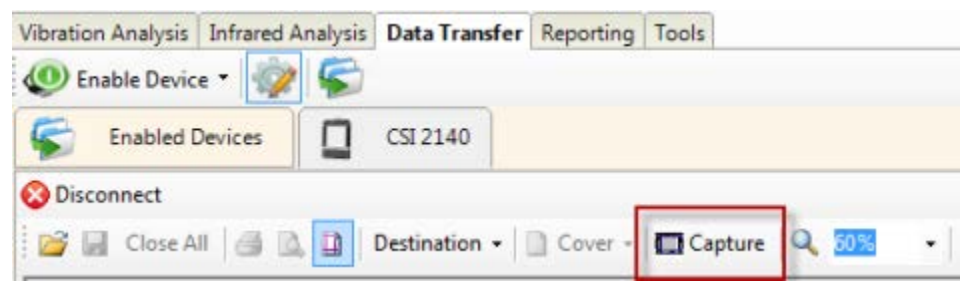 Vibration Analysis Infrared Analysis Data Transfer Reporting Tools
Enable Device
Enabled Devices CSI 2140
Disconnect
Close All Destination Cover Capture 60%